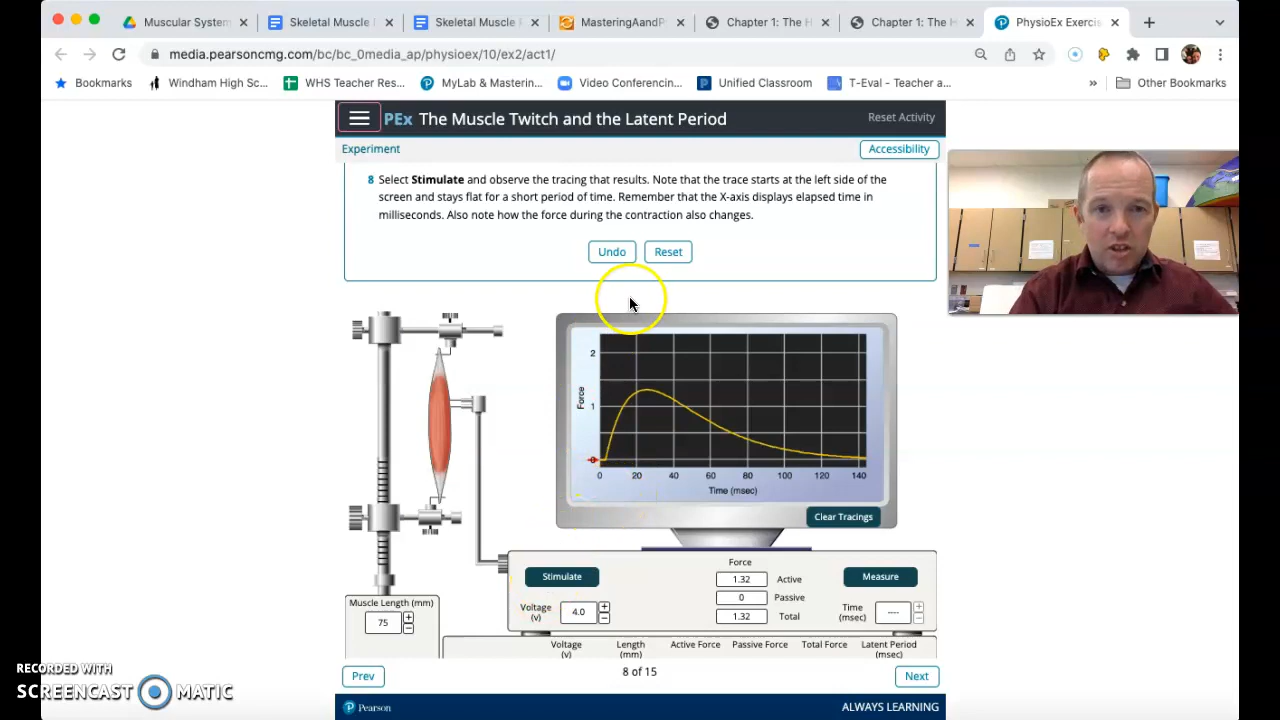 Muscular System
Skeletal Muscle
Skeletal Muscle
MasteringAandP
Chapter 1: The H
Chapter 1: The H
PhysioEx Exercis
media.pearsoncmg.com/bc/bc_0media_ap/physioex/10/ex2/act1/
Bookmarks
Windham High Sc...
WHS Teacher Res...
MyLab & Mastering...
Video Conferencing...
Unified Classroom
T-Eval - Teacher a...
»
Other Bookmarks
PEx The Muscle Twitch and the Latent Period
Reset Activity
Experiment
Accessibility
8 Select Stimulate and observe the tracing that results. Note that the trace starts at the left side of the
screen and stays flat for a short period of time. Remember that the X-axis displays elapsed time in
milliseconds. Also note how the force during the contraction also changes.
Undo
Reset
2
1
0
Force
0 20 40 60 80 100 120 140
Time (msec)
Clear Tracings
Stimulate
Voltage
(v)
4.0
+
−
Force
1.32 Active
0 Passive
1.32 Total
Measure
Time
(msec)
----
+
−
Muscle Length (mm)
75
+
−
Voltage
(v)
Length
(mm)
Active Force
Passive Force
Total Force
Latent Period
(msec)
Prev
8 of 15
Next
Pearson
ALWAYS LEARNING
RECORDED WITH
SCREENCAST MATIC